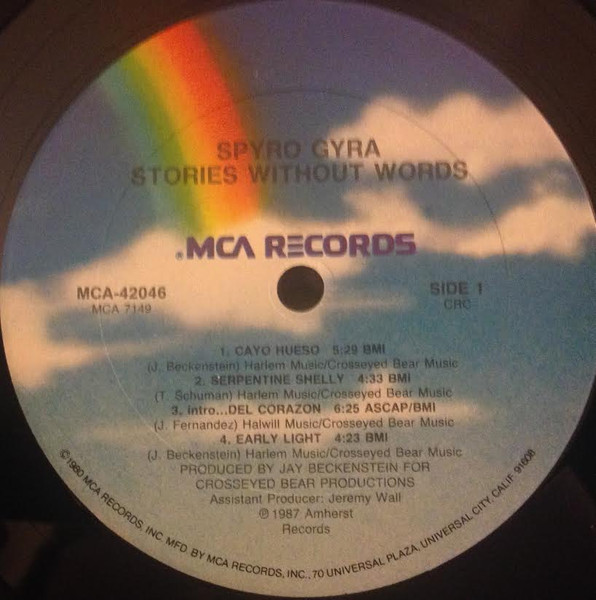 SPYRO GYRA
STORIES WITHOUT WORDS
MCA RECORDS
MCA-42046
MCA 7149
SIDE 1
CRC
1. CAYO HUESO 5:29 BMI
(J. Beckenstein) Harlem Music/Crosseyed Bear Music
2. SERPENTINE SHELLY 4:33 BMI
(T. Schuman) Harlem Music/Crosseyed Bear Music
3. Intro...DEL CORAZON 6:25 ASCAP/BMI
(J. Fernandez) Halwill Music/Crosseyed Bear Music
4. EARLY LIGHT 4:23 BMI
(J. Beckenstein) Harlem Music/Crosseyed Bear Music
PRODUCED BY JAY BECKENSTEIN FOR
CROSSEYED BEAR PRODUCTIONS
Assistant Producer: Jeremy Wall
℗ 1987 Amherst
Records
©1980 MCA RECORDS, INC. MFD. BY MCA RECORDS, INC., 70 UNIVERSAL PLAZA, UNIVERSAL CITY, CALIF. 91608